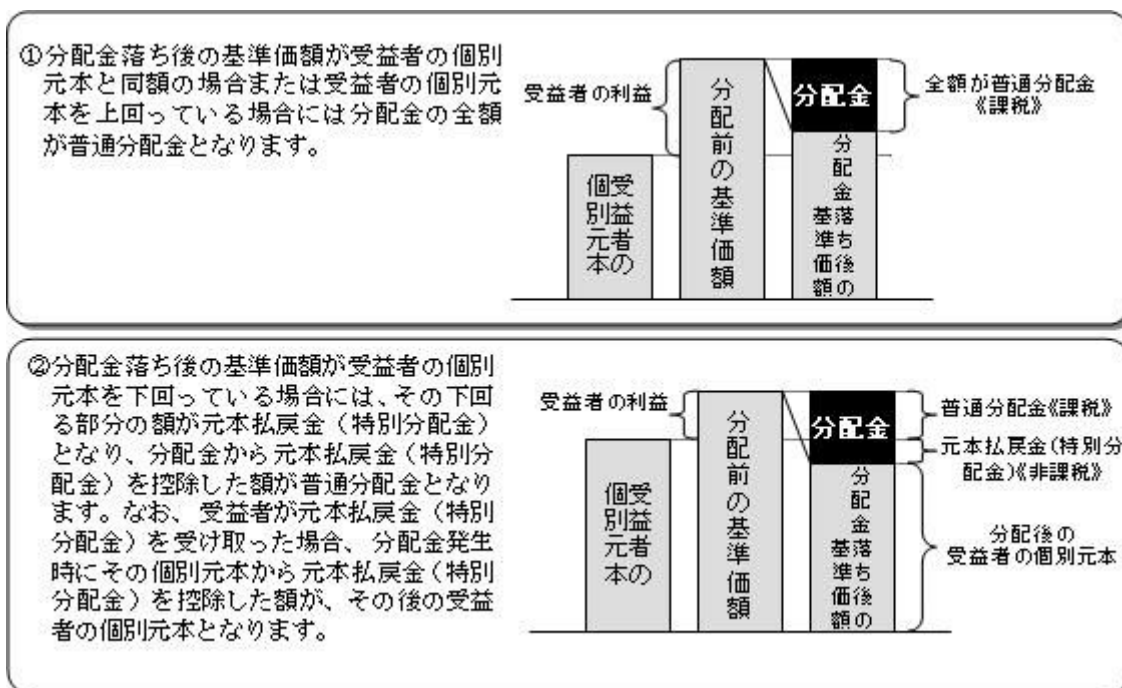 ①分配金落ち後の基準価額が受益者の個別
元本と同額の場合または受益者の個別元
本を上回っている場合には分配金の全額
が普通分配金となります。
受益者の利益
受益者の
個別元本
分配前の基準価額
分配金
分配金落ち後の
基準価額
全額が普通分配金
《課税》
②分配金落ち後の基準価額が受益者の個別
元本を下回っている場合には、その下回
る部分の額が元本払戻金（特別分配金）
となり、分配金から元本払戻金（特別分
配金）を控除した額が普通分配金となり
ます。なお、受益者が元本払戻金（特別
分配金）を受け取った場合、分配金発生
時にその個別元本から元本払戻金（特別
分配金）を控除した額が、その後の受益
者の個別元本となります。
受益者の利益
受益者の
個別元本
分配前の基準価額
分配金
分配金落ち後の
基準価額
普通分配金《課税》
元本払戻金(特別分
配金)《非課税》
分配後の
受益者の個別元本